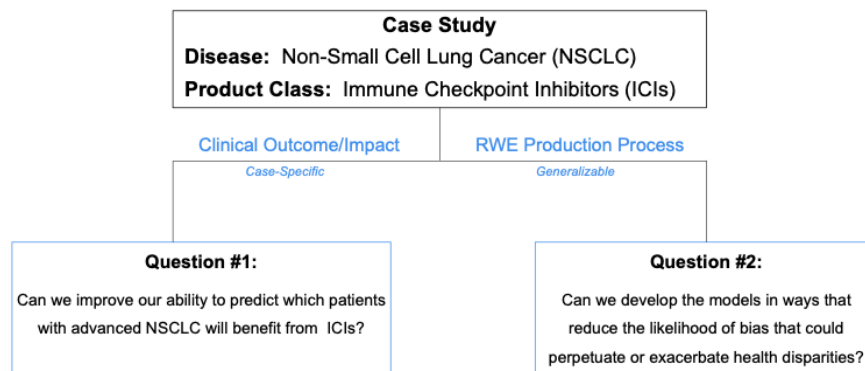 Case Study
Disease: Non-Small Cell Lung Cancer (NSCLC)
Product Class: Immune Checkpoint Inhibitors (ICIs)
Clinical Outcome/Impact
Case-Specific
RWE Production Process
Generalizable
Question #1:
Can we improve our ability to predict which patients
with advanced NSCLC will benefit from ICIs?
Question #2:
Can we develop the models in ways that
reduce the likelihood of bias that could
perpetuate or exacerbate health disparities?